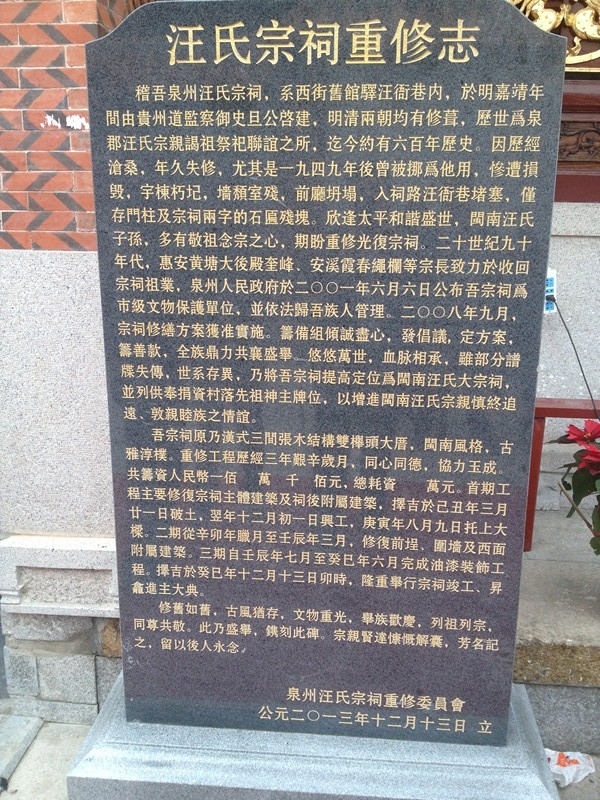 汪氏宗祠重修志
稽吾泉州汪氏宗祠，系西街舊館驛汪衙巷內，於明嘉靖年
間由貴州道監察御史旦公啓建，明清兩朝均有修葺，歷世爲泉
郡汪氏宗親謁祖祭祀聯誼之所，迄今約有六百年歷史。因歷經
滄桑，年久失修，尤其是一九四九年後曾被挪爲他用，慘遭損
毁，宇棟朽圮，墻頹室殘，前廳坍塌，入祠路汪衙巷堵塞，僅
存門柱及宗祠兩字的石匾殘塊。欣逢太平和諧盛世，閩南汪氏
子孫，多有敬祖念宗之心，期盼重修光復宗祠。二十世紀九十
年代，惠安黄塘大後殿奎峰、安溪霞春繩欄等宗長致力於收回
宗祠祖業，泉州人民政府於二〇〇一年六月六日公布吾宗祠爲
市級文物保護單位，並依法歸吾族人管理。二〇〇八年九月，
宗祠修繕方案獲准實施。籌備組傾誠盡心，發倡議，定方案，
籌善款，全族鼎力共襄盛舉。悠悠萬世，血脉相承，雖部分譜
牒失傳，世系存異，乃將吾宗祠提高定位爲閩南汪氏大宗祠，
並列供奉捐資村落先祖神主牌位，以增進閩南汪氏宗親慎終追
遠、敦親睦族之情誼。
吾宗祠原乃漢式三間張木結構雙櫸頭大厝，閩南風格，古
雅淳樸。重修工程歷經三年艱辛歲月，同心同德，協力玉成。
共籌資人民幣一佰　萬　千　佰元，總耗資　　萬元。首期工
程主要修復宗祠主體建築及祠後附屬建築，擇吉於己丑年三月
廿一日破土，翌年十二月初一日興工，庚寅年八月九日托上大
樑。二期從辛卯年臘月至壬辰年三月，修復前埕、圍墻及西面
附屬建築。三期自壬辰年七月至癸巳年六月完成油漆裝飾工
程。擇吉於癸巳年十二月十三日卯時，隆重舉行宗祠竣工、昇
龕進主大典。
修舊如舊，古風猶存，文物重光，舉族歡慶，列祖列宗，
同尊共敬。此乃盛舉，鎸刻此碑。宗親賢達慷慨解囊，芳名記
之，留以後人永念。
泉州汪氏宗祠重修委員會
公元二〇一三年十二月十三日 立